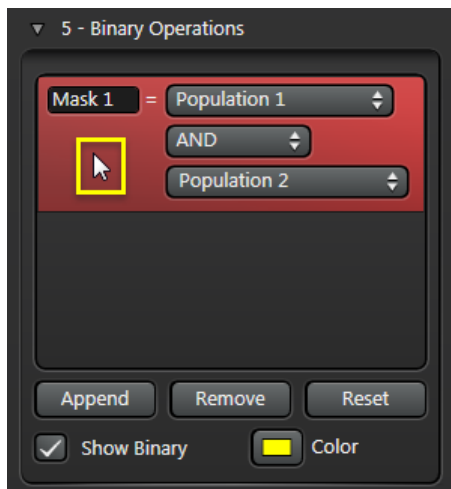 5 - Binary Operations
Mask 1 = Population 1
AND
Population 2
Append Remove Reset
Show Binary Color